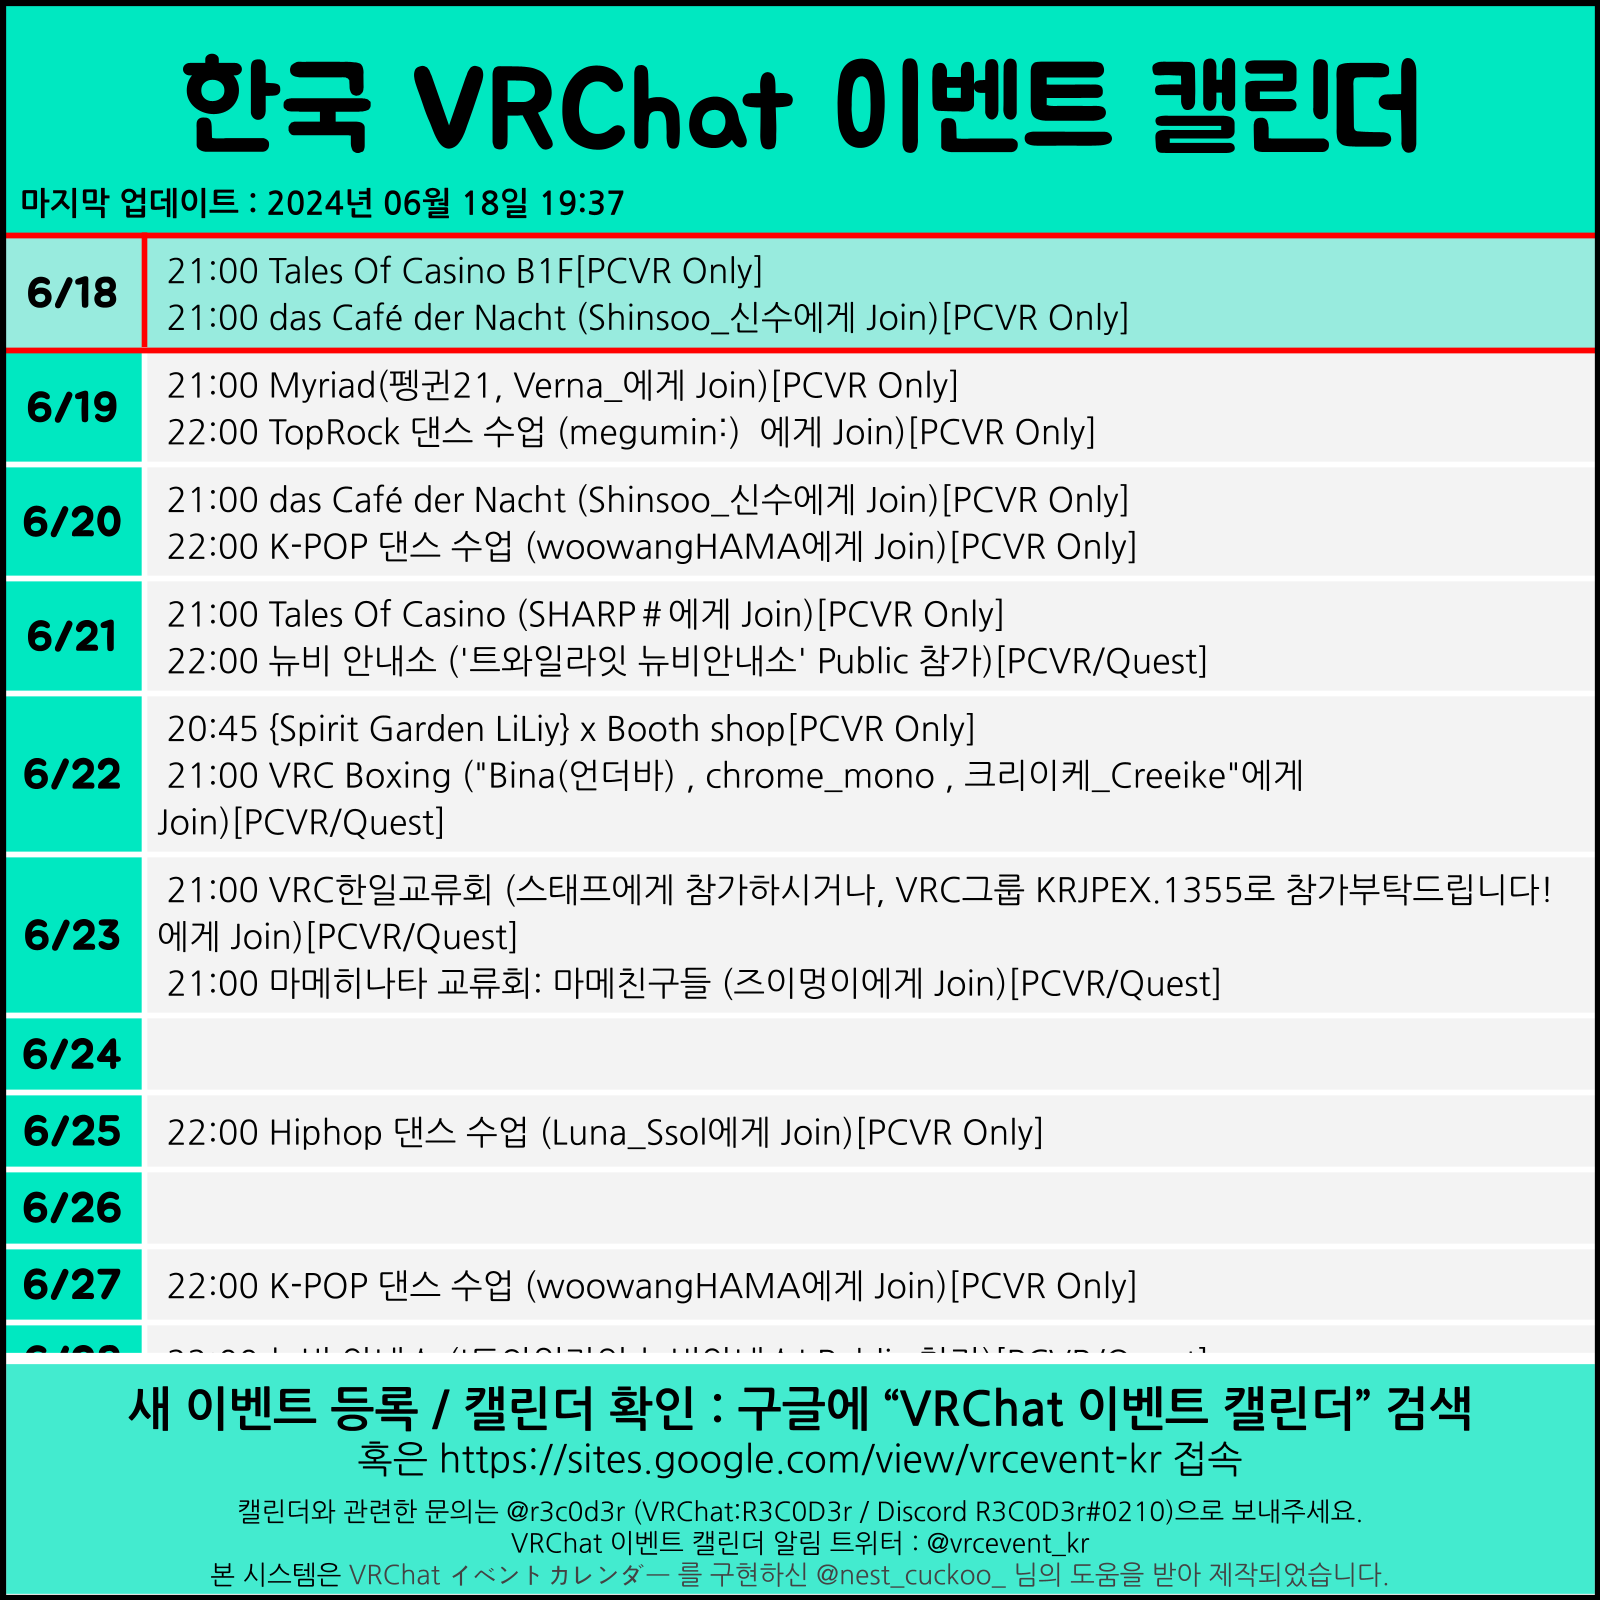 한국 VRChat 이벤트 캘린더
마지막 업데이트 : 2024년 06월 18일 19:37
6/18
21:00 Tales Of Casino B1F[PCVR Only]
21:00 das Café der Nacht (Shinsoo_신수에게 Join)[PCVR Only]
6/19
21:00 Myriad(펭귄21, Verna_에게 Join)[PCVR Only]
22:00 TopRock 댄스 수업 (megumin:)  에게 Join)[PCVR Only]
6/20
21:00 das Café der Nacht (Shinsoo_신수에게 Join)[PCVR Only]
22:00 K-POP 댄스 수업 (woowangHAMA에게 Join)[PCVR Only]
6/21
21:00 Tales Of Casino (SHARP＃에게 Join)[PCVR Only]
22:00 뉴비 안내소 ('트와일라잇 뉴비안내소' Public 참가)[PCVR/Quest]
6/22
20:45 {Spirit Garden LiLiy} x Booth shop[PCVR Only]
21:00 VRC Boxing ("Bina(언더바) , chrome_mono , 크리이케_Creeike"에게
Join)[PCVR/Quest]
6/23
21:00 VRC한일교류회 (스태프에게 참가하시거나, VRC그룹 KRJPEX.1355로 참가부탁드립니다!
에게 Join)[PCVR/Quest]
21:00 마메히나타 교류회: 마메친구들 (즈이멍이에게 Join)[PCVR/Quest]
6/24
6/25
22:00 Hiphop 댄스 수업 (Luna_Ssol에게 Join)[PCVR Only]
6/26
6/27
22:00 K-POP 댄스 수업 (woowangHAMA에게 Join)[PCVR Only]
새 이벤트 등록 / 캘린더 확인 : 구글에 “VRChat 이벤트 캘린더” 검색
혹은 https://sites.google.com/view/vrcevent-kr 접속
캘린더와 관련한 문의는 @r3c0d3r (VRChat:R3C0D3r / Discord R3C0D3r#0210)으로 보내주세요.
VRChat 이벤트 캘린더 알림 트위터 : @vrcevent_kr
본 시스템은 VRChat イベントカレンダー 를 구현하신 @nest_cuckoo_ 님의 도움을 받아 제작되었습니다.